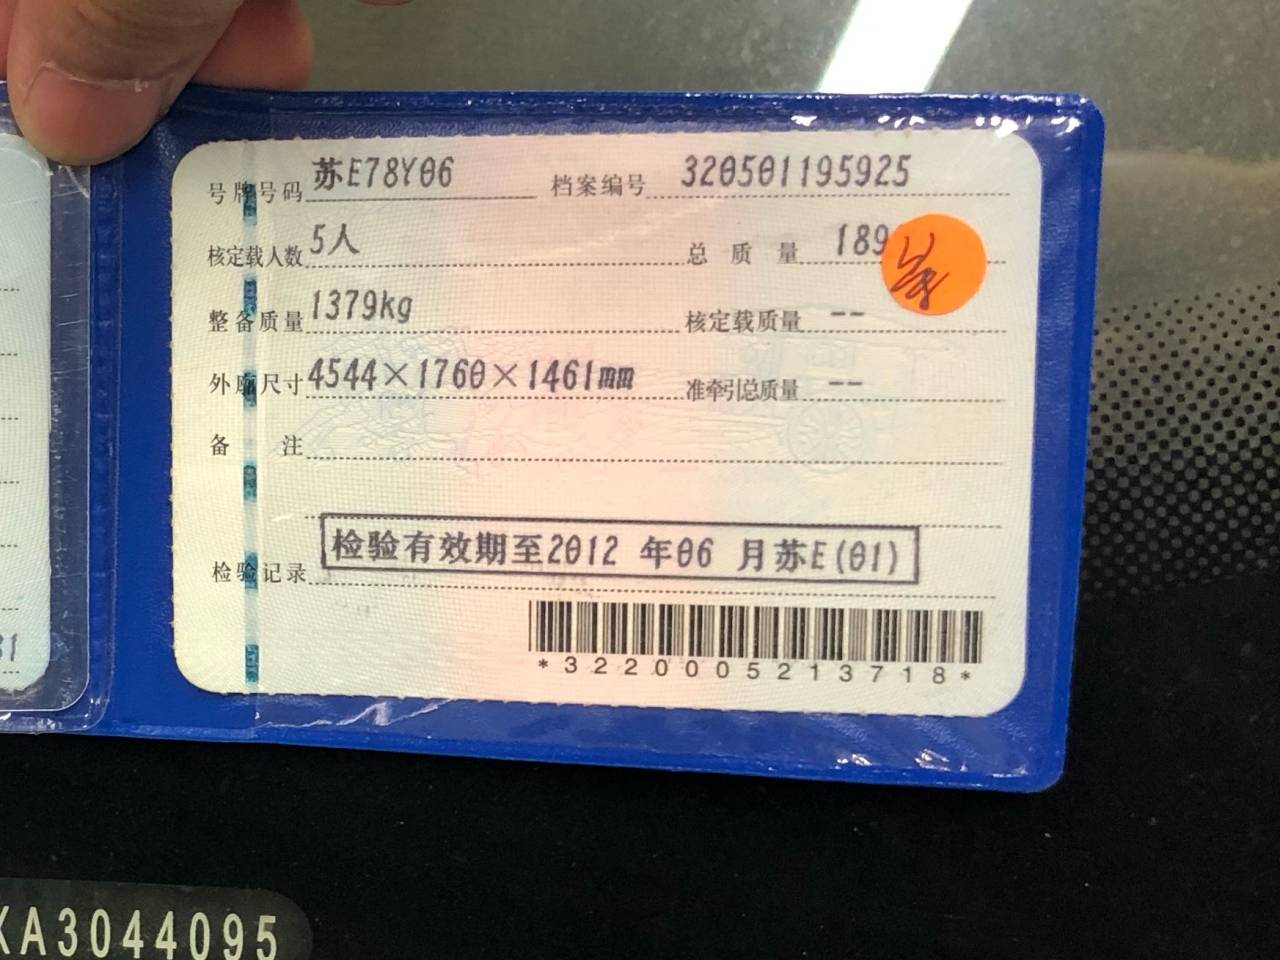 号牌号码 苏E78Y06 档案编号 320501195925
核定载人数 5人 总质量 189
整备质量 1379kg 核定载质量 --
外廓尺寸 4544×1760×1461mm 准牵引总质量 --
备注
检验有效期至2012 年06 月苏E(01)
检验记录
*3220005213718*
31
XA3044095